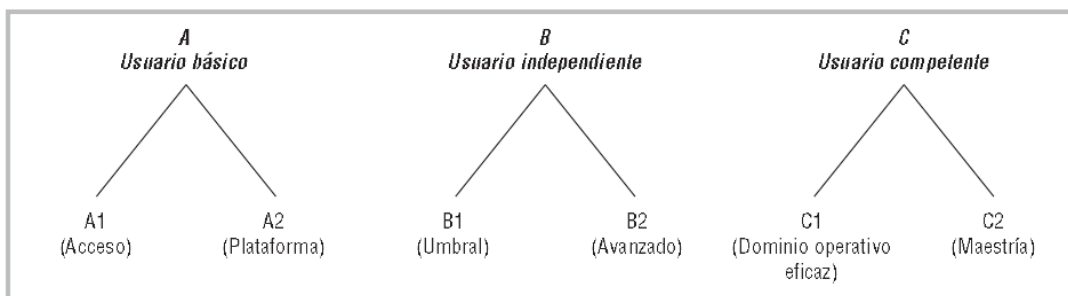 A
Usuario básico
B
Usuario independiente
C
Usuario competente
A1
(Acceso)
A2
(Plataforma)
B1
(Umbral)
B2
(Avanzado)
C1
(Dominio operativo
eficaz)
C2
(Maestría)